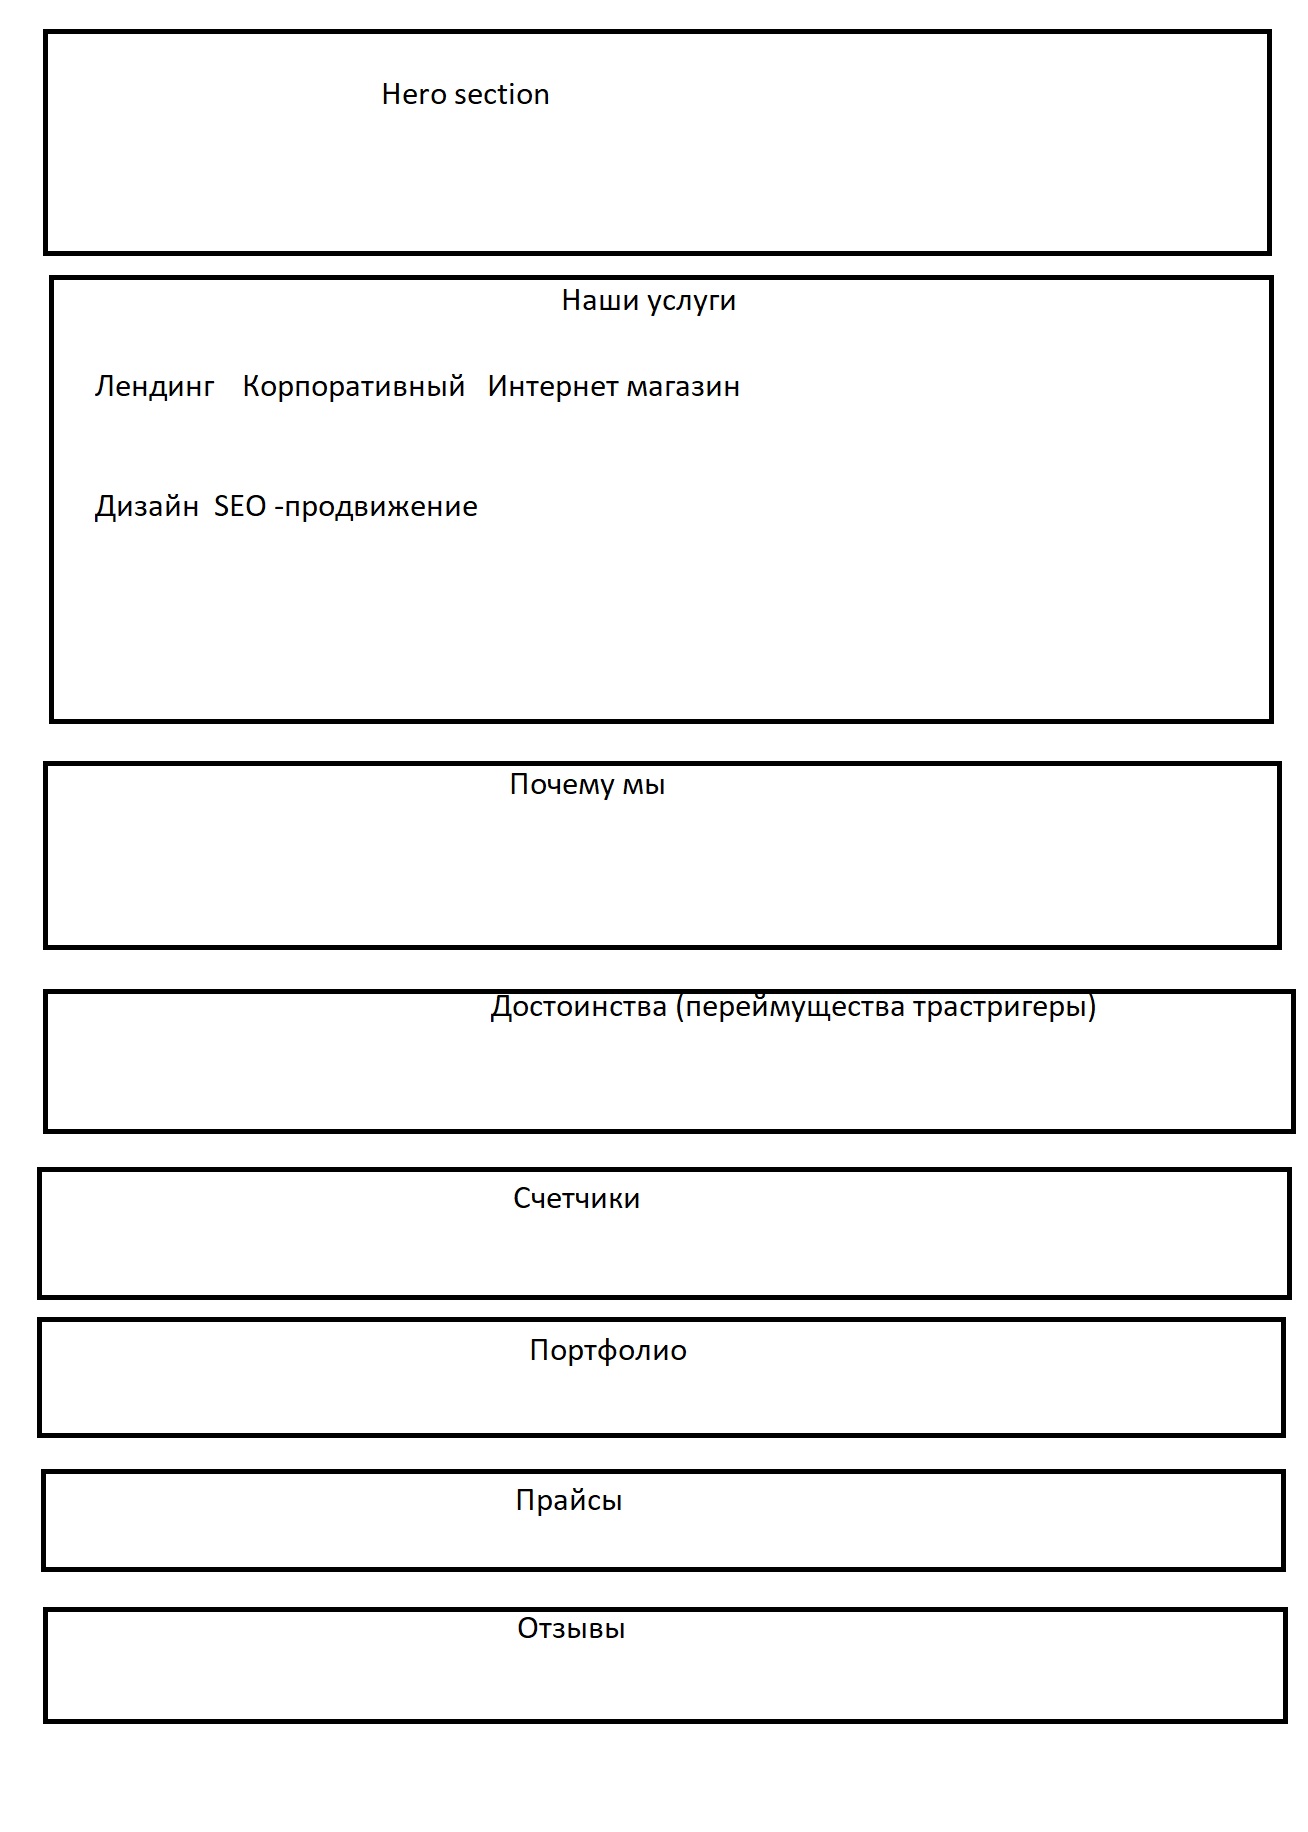 Hero section
Наши услуги
Лендинг Корпоративный Интернет магазин
Дизайн SEO -продвижение
Почему мы
Достоинства (переймущества трастригеры)
Счетчики
Портфолио
Прайсы
Отзывы